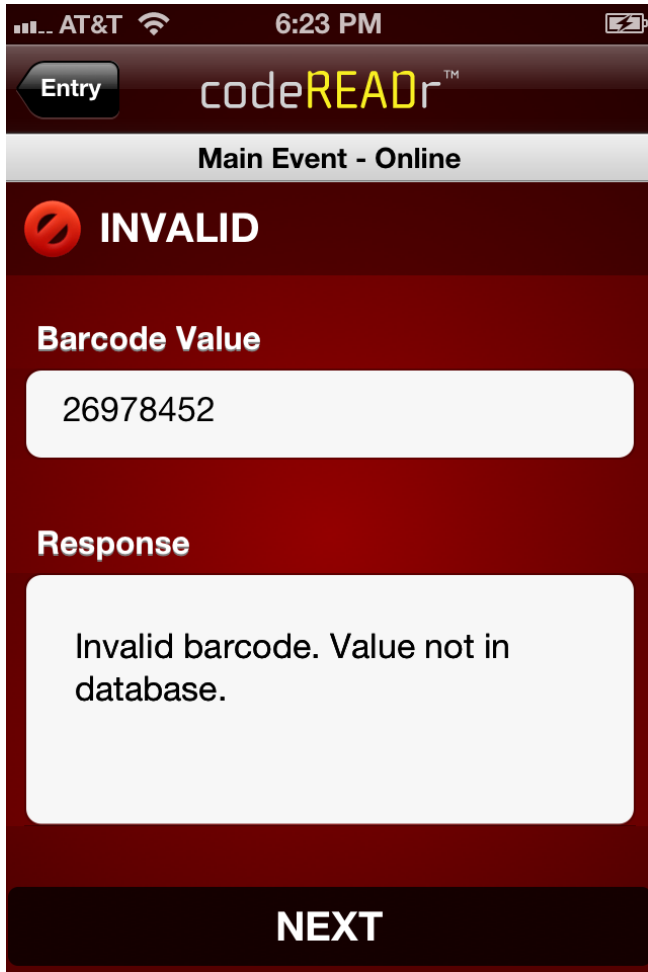 AT&T 6:23 PM
Entry codeREADr™
Main Event - Online
INVALID
Barcode Value
26978452
Response
Invalid barcode. Value not in
database.
NEXT